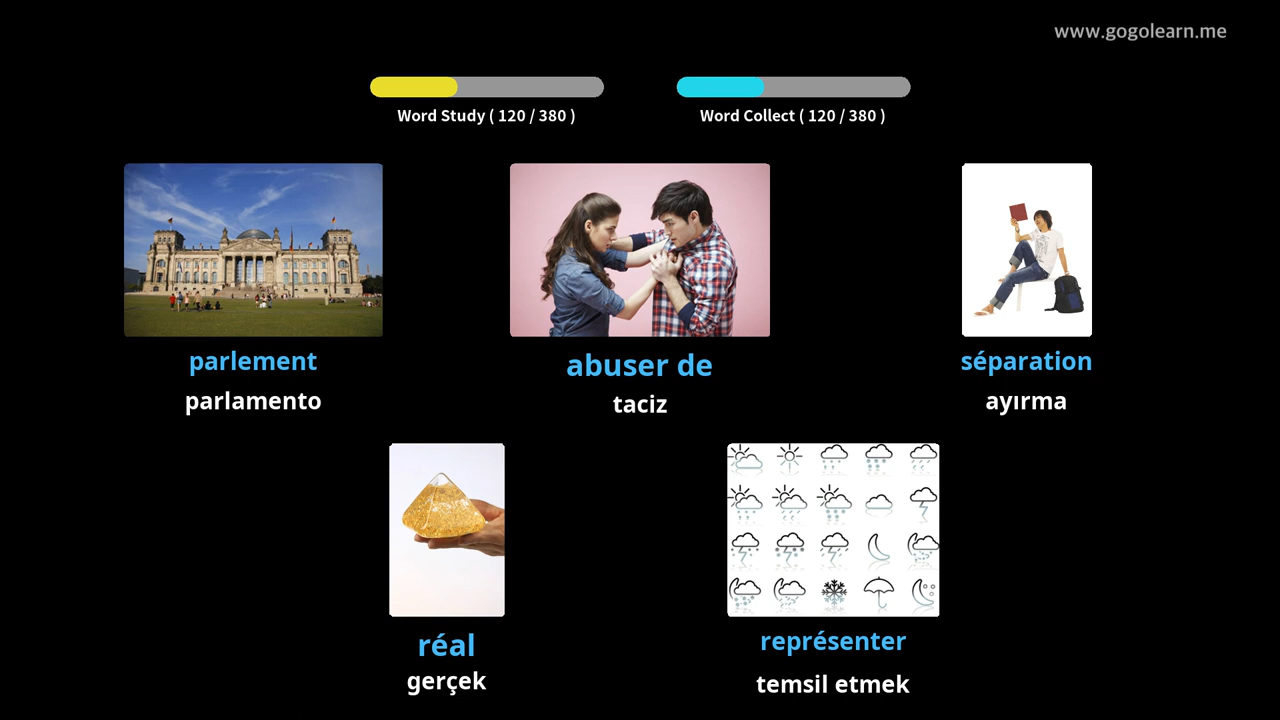 www.gogolearn.me
Word Study ( 120 / 380 )
Word Collect ( 120 / 380 )
parlement
parlamento
abuser de
taciz
séparation
ayırma
réal
gerçek
représenter
temsil etmek